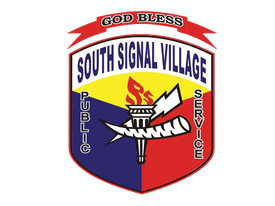 GOD BLESS
SOUTH SIGNAL VILLAGE
PUBLIC
SERVICE